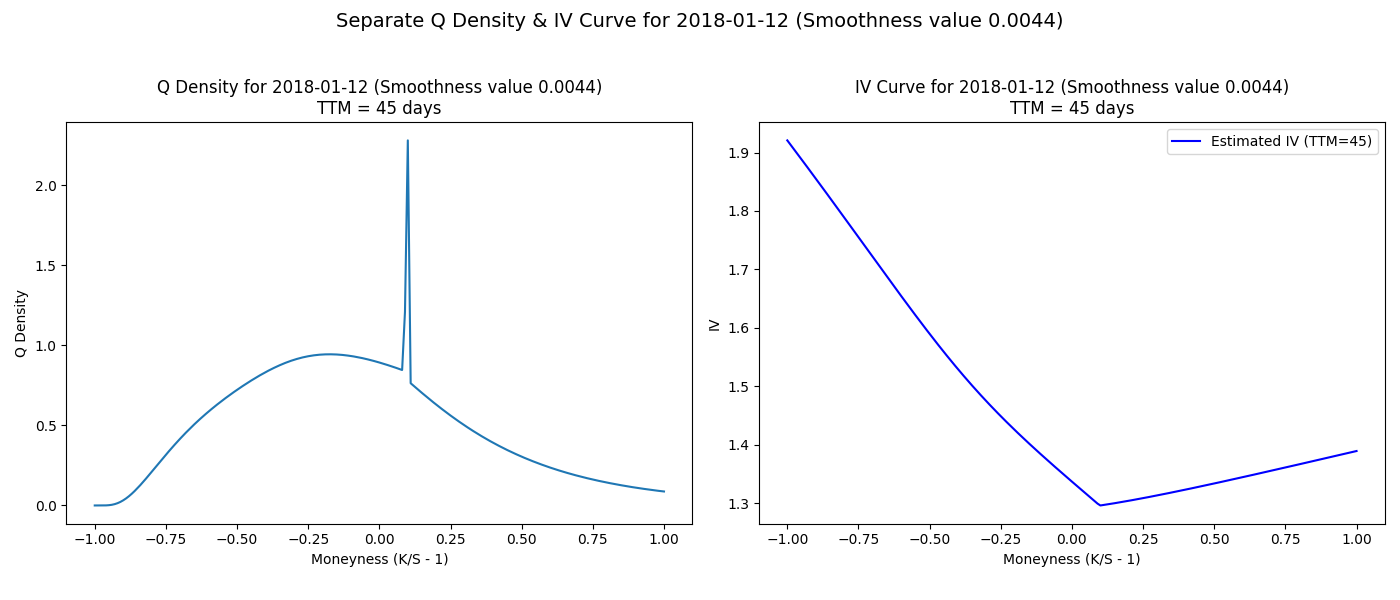 Separate Q Density & IV Curve for 2018-01-12 (Smoothness value 0.0044)
Q Density for 2018-01-12 (Smoothness value 0.0044)
TTM = 45 days
2.0
1.5
1.0
0.5
0.0
Q Density
−1.00 −0.75 −0.50 −0.25 0.00 0.25 0.50 0.75 1.00
Moneyness (K/S - 1)
IV Curve for 2018-01-12 (Smoothness value 0.0044)
TTM = 45 days
Estimated IV (TTM=45)
1.9
1.8
1.7
1.6
1.5
1.4
1.3
IV
−1.00 −0.75 −0.50 −0.25 0.00 0.25 0.50 0.75 1.00
Moneyness (K/S - 1)